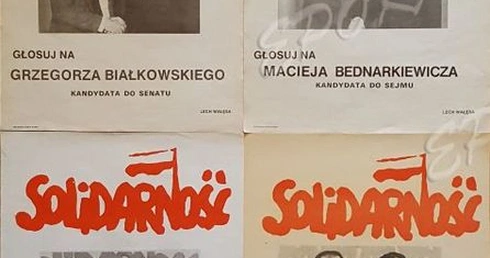 GŁOSUJ NA
GRZEGORZA BIAŁKOWSKIEGO
KANDYDATA DO SENATU
LECH WAŁĘSA
GŁOSUJ NA
MACIEJA BEDNARKIEWICZA
KANDYDATA DO SEJMU
LECH WAŁĘSA
SOLiDARNOŚĆ
SOLiDARNOŚĆ